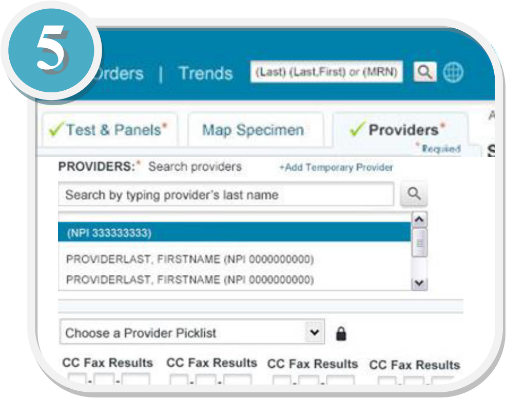 5
Orders | Trends (Last) (Last,First) or (MRN)
✓Test & Panels* Map Specimen ✓Providers*
*Required
PROVIDERS:* Search providers +Add Temporary Provider
Search by typing provider's last name
(NPI 333333333)
PROVIDERLAST, FIRSTNAME (NPI 0000000000)
PROVIDERLAST, FIRSTNAME (NPI 0000000000)
Choose a Provider Picklist
CC Fax Results CC Fax Results CC Fax Results CC Fax Results